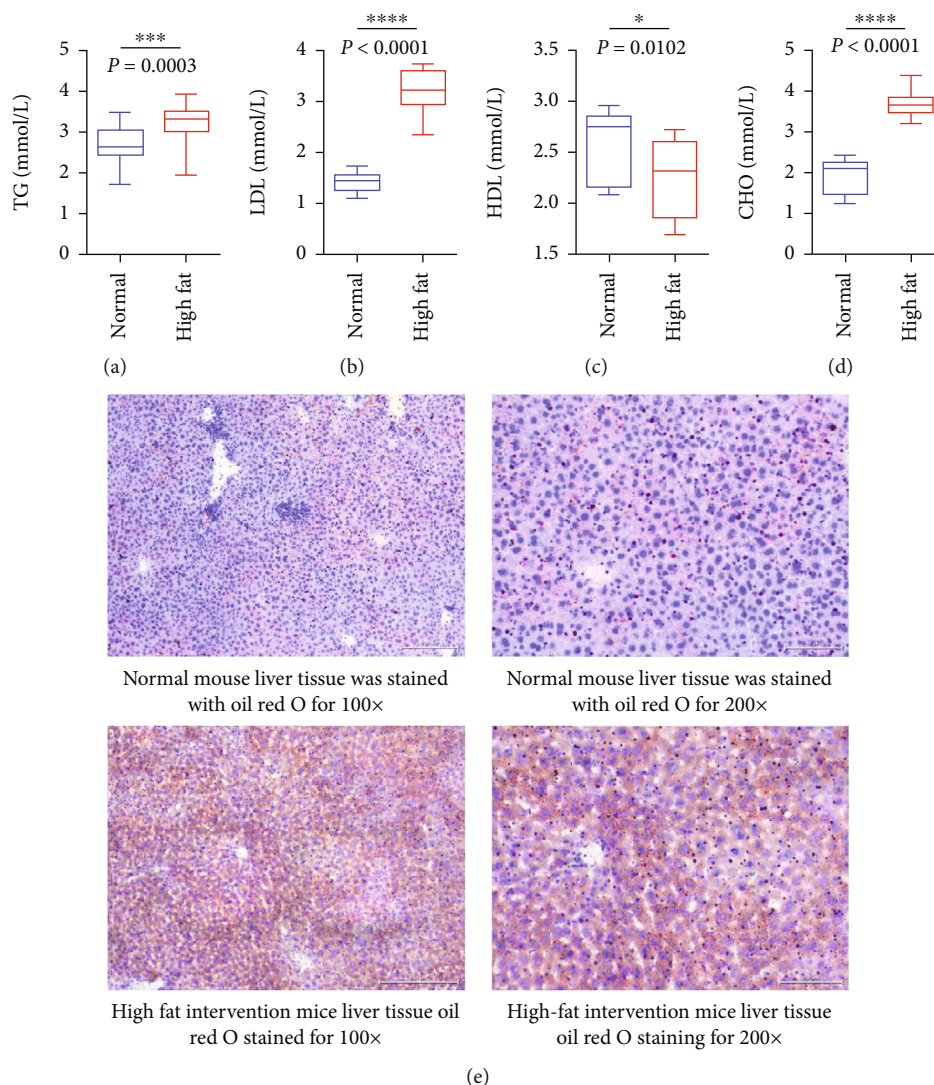 ***
P = 0.0003
TG (mmol/L)
5
4
3
2
1
0
Normal
High fat
(a)
****
P < 0.0001
LDL (mmol/L)
4
3
2
1
0
Normal
High fat
(b)
*
P = 0.0102
HDL (mmol/L)
3.5
3.0
2.5
2.0
1.5
Normal
High fat
(c)
****
P < 0.0001
CHO (mmol/L)
5
4
3
2
1
0
Normal
High fat
(d)
Normal mouse liver tissue was stained
with oil red O for 100×
Normal mouse liver tissue was stained
with oil red O for 200×
High fat intervention mice liver tissue oil
red O stained for 100×
High-fat intervention mice liver tissue
oil red O staining for 200×
(e)